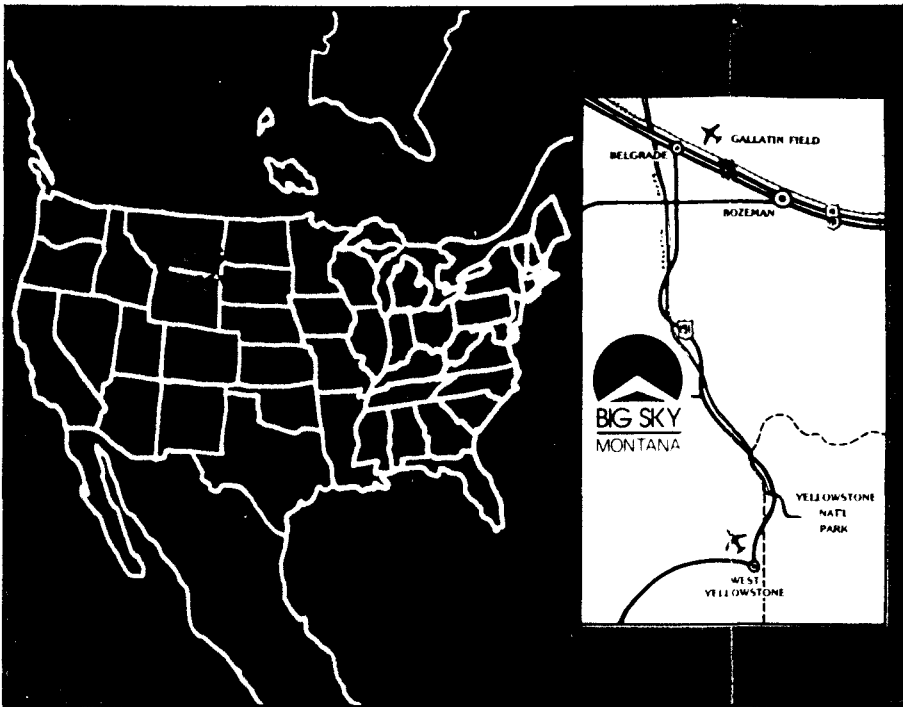 GALLATIN FIELD
BELGRADE
BOZEMAN
BIG SKY
MONTANA
YELLOWSTONE
NAT'L
PARK
WEST
YELLOWSTONE